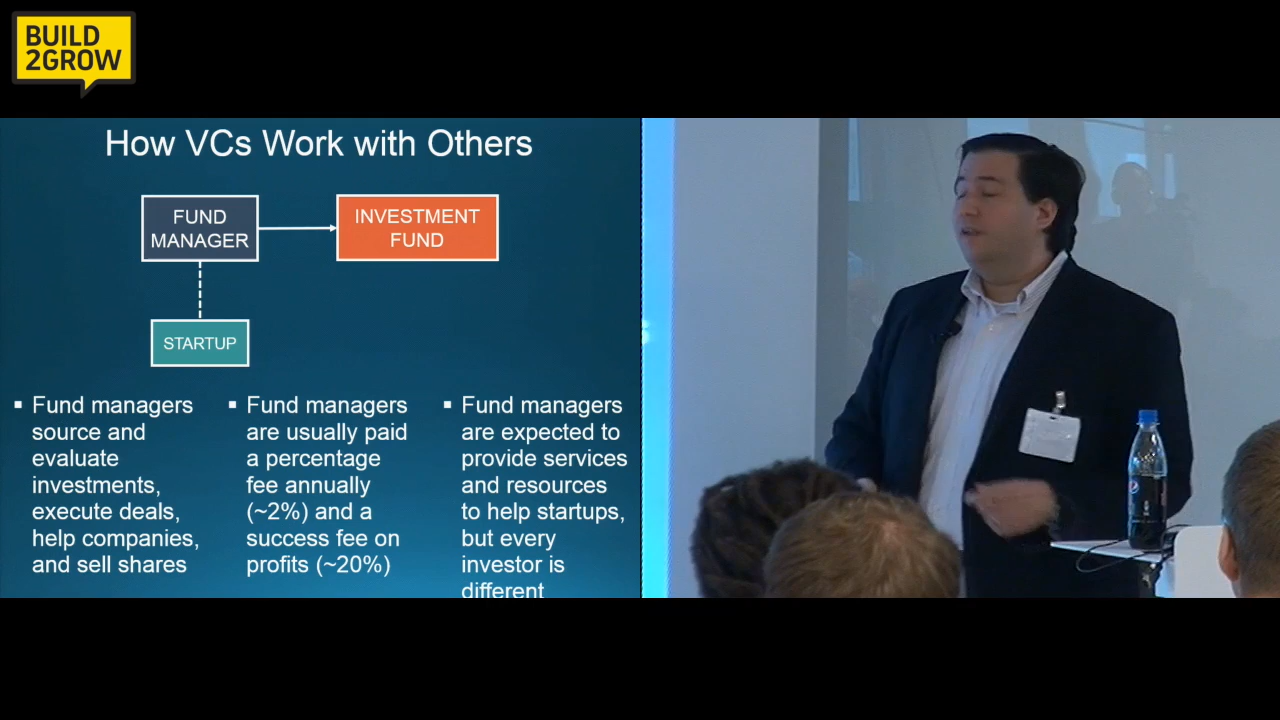 BUILD
2GROW
How VCs Work with Others
FUND
MANAGER
INVESTMENT
FUND
STARTUP
▪ Fund managers
source and
evaluate
investments,
execute deals,
help companies,
and sell shares
▪ Fund managers
are usually paid
a percentage
fee annually
(~2%) and a
success fee on
profits (~20%)
▪ Fund managers
are expected to
provide services
and resources
to help startups,
but every
investor is
different